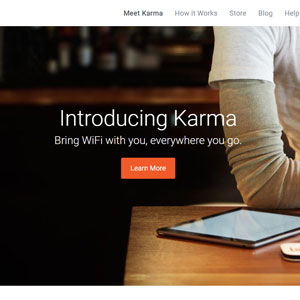 Meet Karma How it Works Store Blog Help
Introducing Karma
Bring WiFi with you, everywhere you go.
Learn More